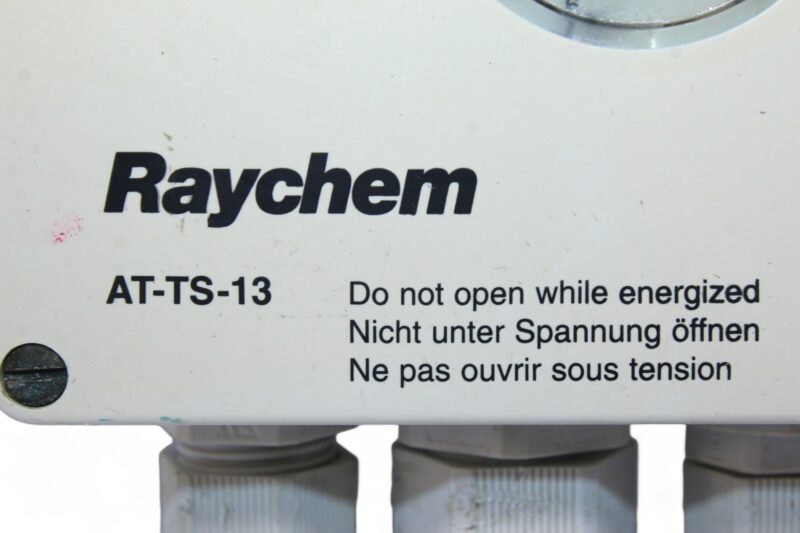 Raychem
AT-TS-13
Do not open while energized
Nicht unter Spannung öffnen
Ne pas ouvrir sous tension